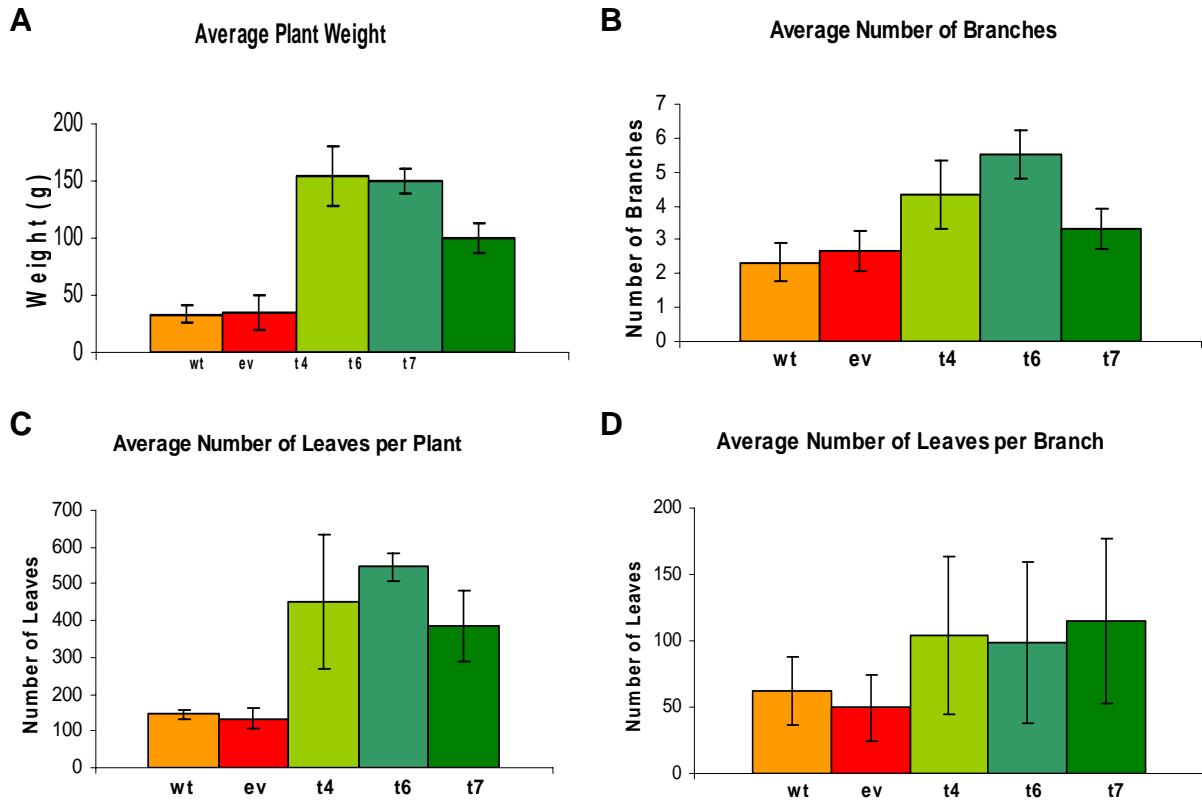 A
Average Plant Weight
Weight (g)
200
150
100
50
0
wt ev t4 t6 t7
B
Average Number of Branches
Number of Branches
7
6
5
4
3
2
1
0
wt ev t4 t6 t7
C
Average Number of Leaves per Plant
Number of Leaves
700
600
500
400
300
200
100
0
wt ev t4 t6 t7
D
Average Number of Leaves per Branch
Number of Leaves
200
150
100
50
0
wt ev t4 t6 t7